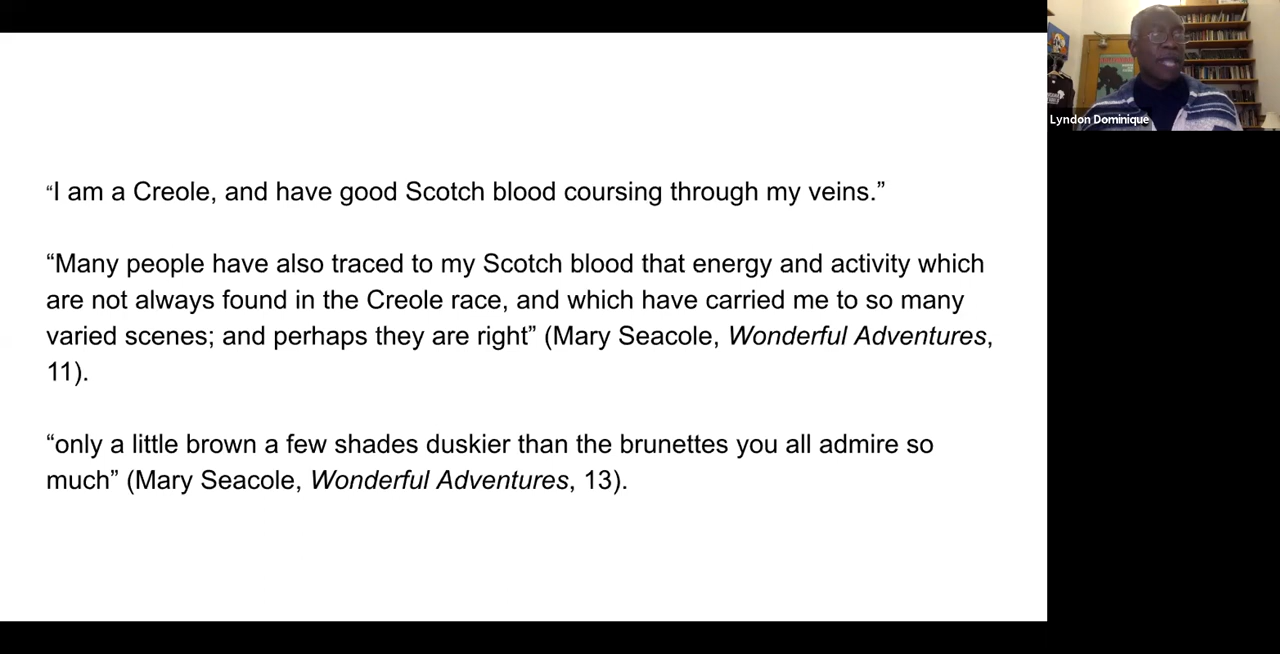 “I am a Creole, and have good Scotch blood coursing through my veins.”
“Many people have also traced to my Scotch blood that energy and activity which
are not always found in the Creole race, and which have carried me to so many
varied scenes; and perhaps they are right” (Mary Seacole, Wonderful Adventures,
11).
“only a little brown a few shades duskier than the brunettes you all admire so
much” (Mary Seacole, Wonderful Adventures, 13).
Lyndon Dominique